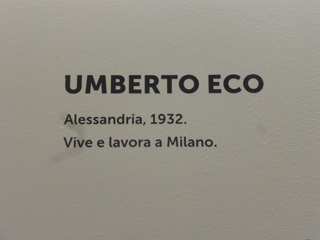 UMBERTO ECO
Alessandria, 1932.
Vive e lavora a Milano.